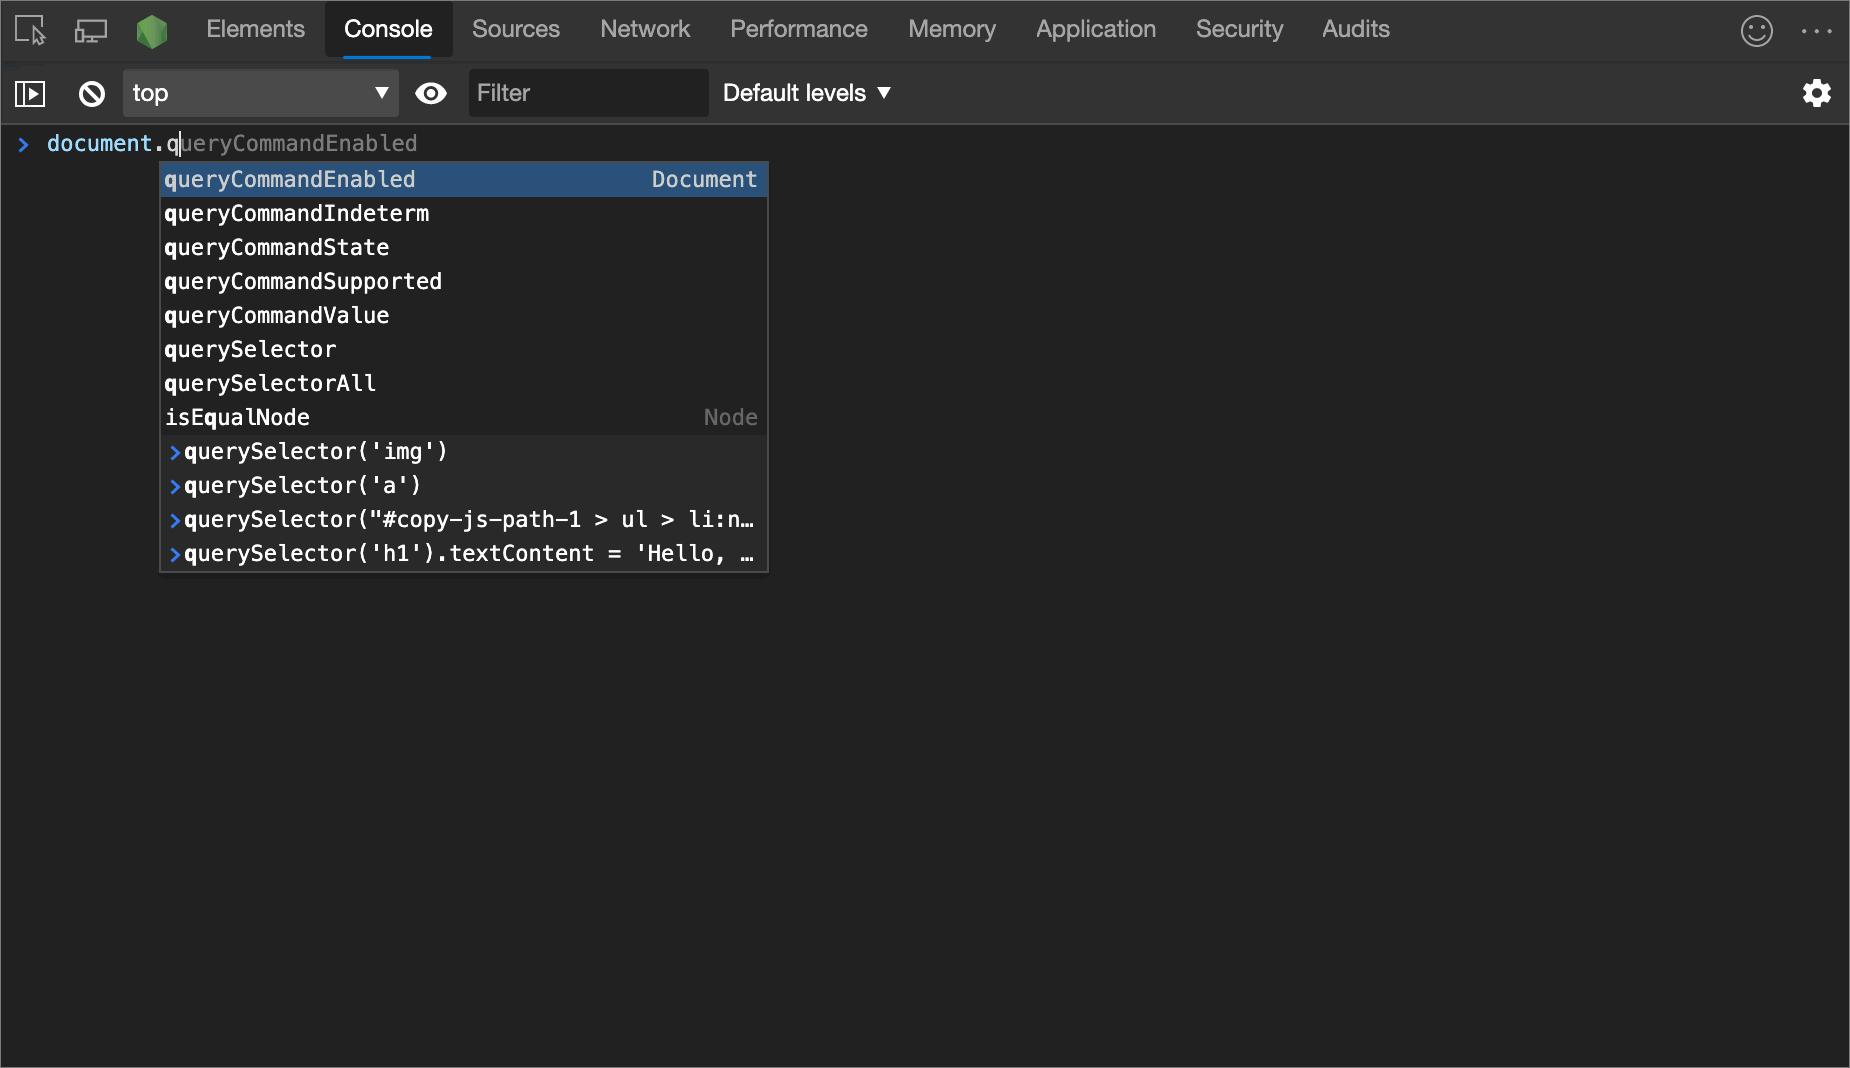 Elements Console Sources Network Performance Memory Application Security Audits
top Filter Default levels
document.queryCommandEnabled
queryCommandEnabled Document
queryCommandIndeterm
queryCommandState
queryCommandSupported
queryCommandValue
querySelector
querySelectorAll
isEqualNode Node
>querySelector('img')
>querySelector('a')
>querySelector("#copy-js-path-1 > ul > li:n…
>querySelector('h1').textContent = 'Hello, …